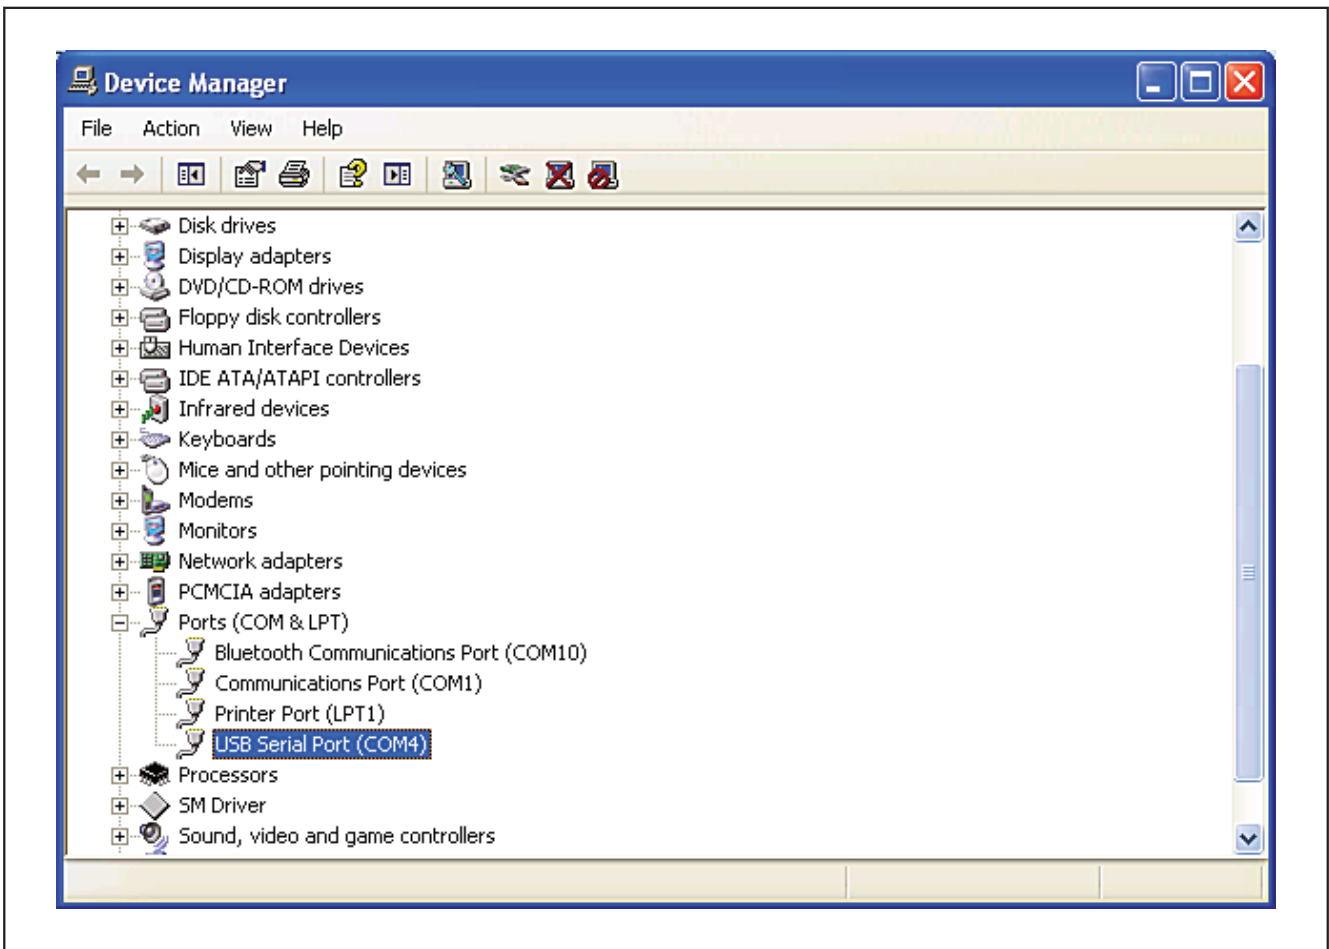 Device Manager
File Action View Help
Disk drives
Display adapters
DVD/CD-ROM drives
Floppy disk controllers
Human Interface Devices
IDE ATA/ATAPI controllers
Infrared devices
Keyboards
Mice and other pointing devices
Modems
Monitors
Network adapters
PCMCIA adapters
Ports (COM & LPT)
Bluetooth Communications Port (COM10)
Communications Port (COM1)
Printer Port (LPT1)
USB Serial Port (COM4)
Processors
SM Driver
Sound, video and game controllers